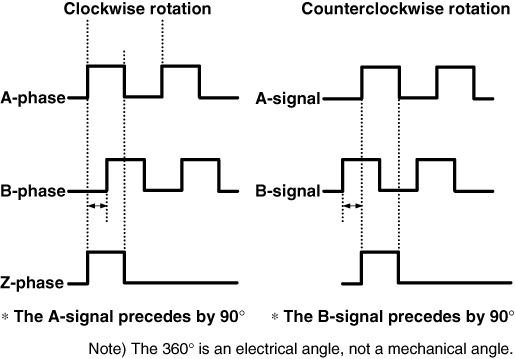 Clockwise rotation
Counterclockwise rotation
A-phase
A-signal
B-phase
B-signal
Z-phase
* The A-signal precedes by 90°
* The B-signal precedes by 90°
Note) The 360° is an electrical angle, not a mechanical angle.